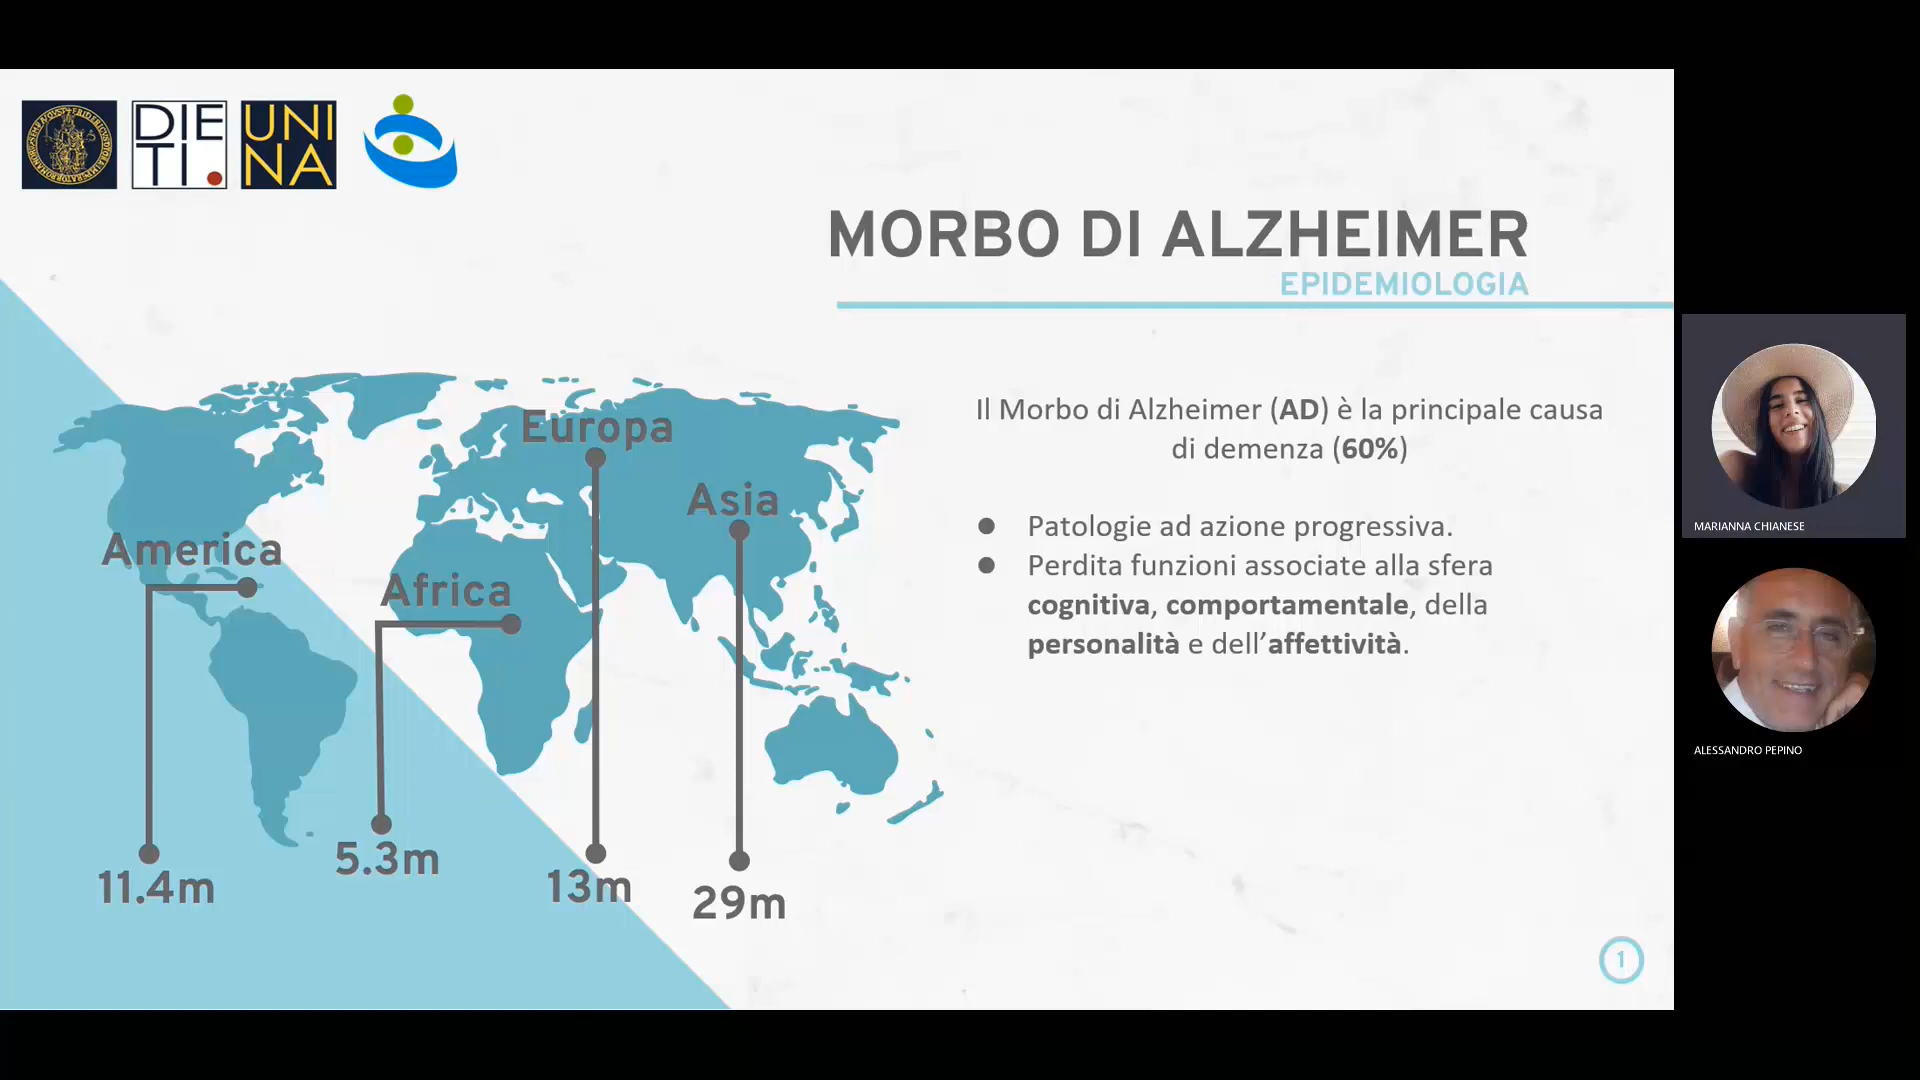 DIE
TI.
UNI
NA
MORBO DI ALZHEIMER
EPIDEMIOLOGIA
Europa
Asia
America
Africa
11.4m
5.3m
13m
29m
Il Morbo di Alzheimer (AD) è la principale causa
di demenza (60%)
● Patologie ad azione progressiva.
● Perdita funzioni associate alla sfera
cognitiva, comportamentale, della
personalità e dell’affettività.
1
MARIANNA CHIANESE
ALESSANDRO PEPINO